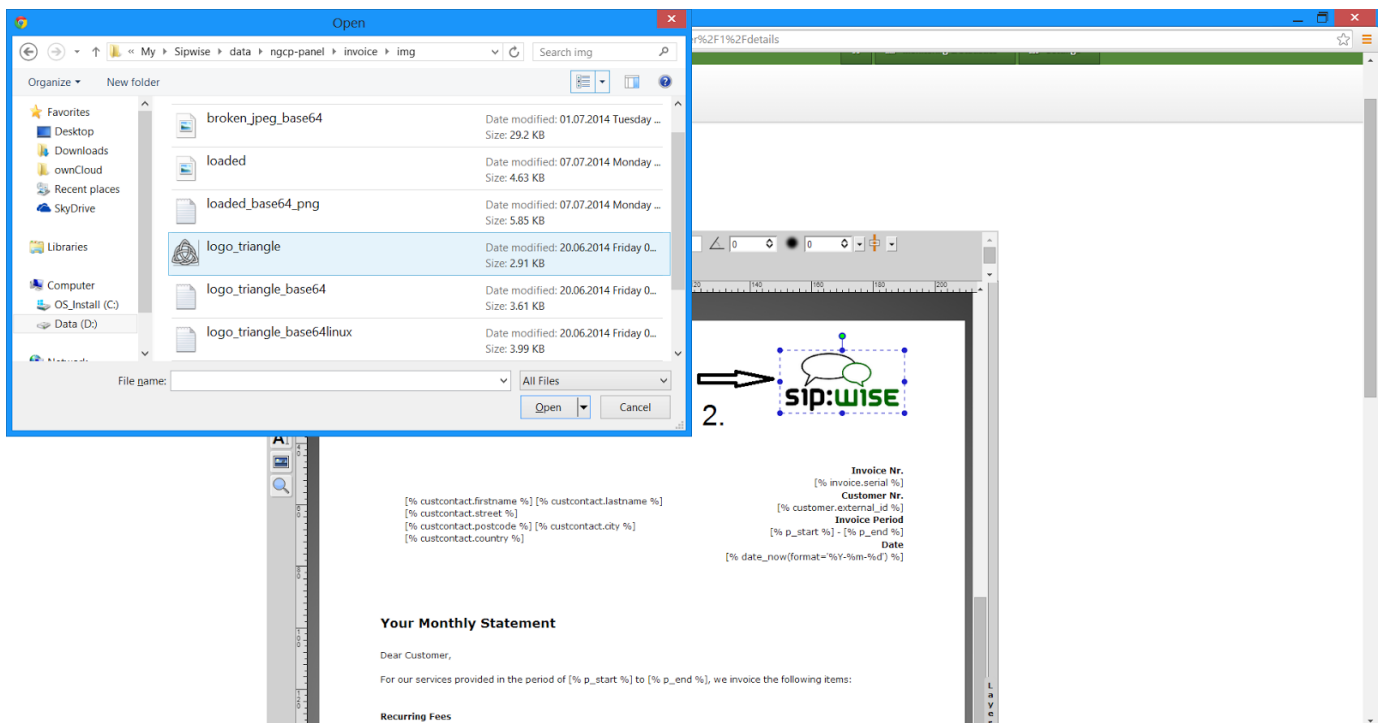 Open
« My ▸ Sipwise ▸ data ▸ ngcp-panel ▸ invoice ▸ img
Search img
r%2F1%2Fdetails
Organize
New folder
Favorites
Desktop
Downloads
ownCloud
Recent places
SkyDrive
Libraries
Computer
OS_Install (C:)
Data (D:)
broken_jpeg_base64
Date modified: 01.07.2014 Tuesday ...
Size: 29.2 KB
loaded
Date modified: 07.07.2014 Monday ...
Size: 4.63 KB
loaded_base64_png
Date modified: 07.07.2014 Monday ...
Size: 5.85 KB
logo_triangle
Date modified: 20.06.2014 Friday 0...
Size: 2.91 KB
logo_triangle_base64
Date modified: 20.06.2014 Friday 0...
Size: 3.61 KB
logo_triangle_base64linux
Date modified: 20.06.2014 Friday 0...
Size: 3.99 KB
File name:
All Files
Open
Cancel
0
0
140
160
180
200
sip:wise
2.
Invoice Nr.
[% invoice.serial %]
Customer Nr.
[% customer.external_id %]
Invoice Period
[% p_start %] - [% p_end %]
Date
[% date_now(format='%Y-%m-%d') %]
[% custcontact.firstname %] [% custcontact.lastname %]
[% custcontact.street %]
[% custcontact.postcode %] [% custcontact.city %]
[% custcontact.country %]
Your Monthly Statement
Dear Customer,
For our services provided in the period of [% p_start %] to [% p_end %], we invoice the following items:
Recurring Fees